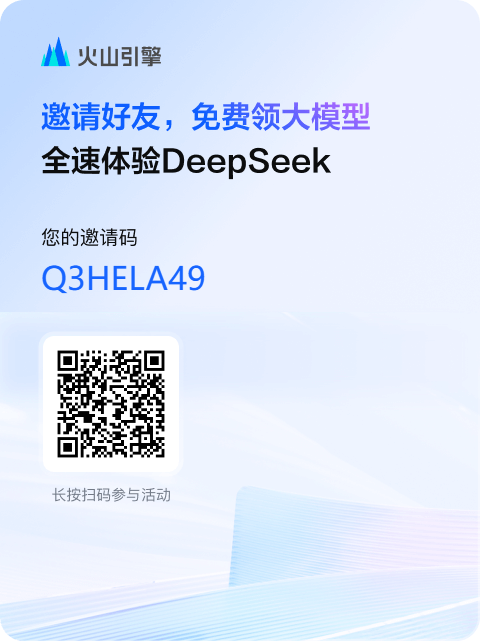 火山引擎
邀请好友，免费领大模型
全速体验DeepSeek
您的邀请码
Q3HELA49
长按扫码参与活动